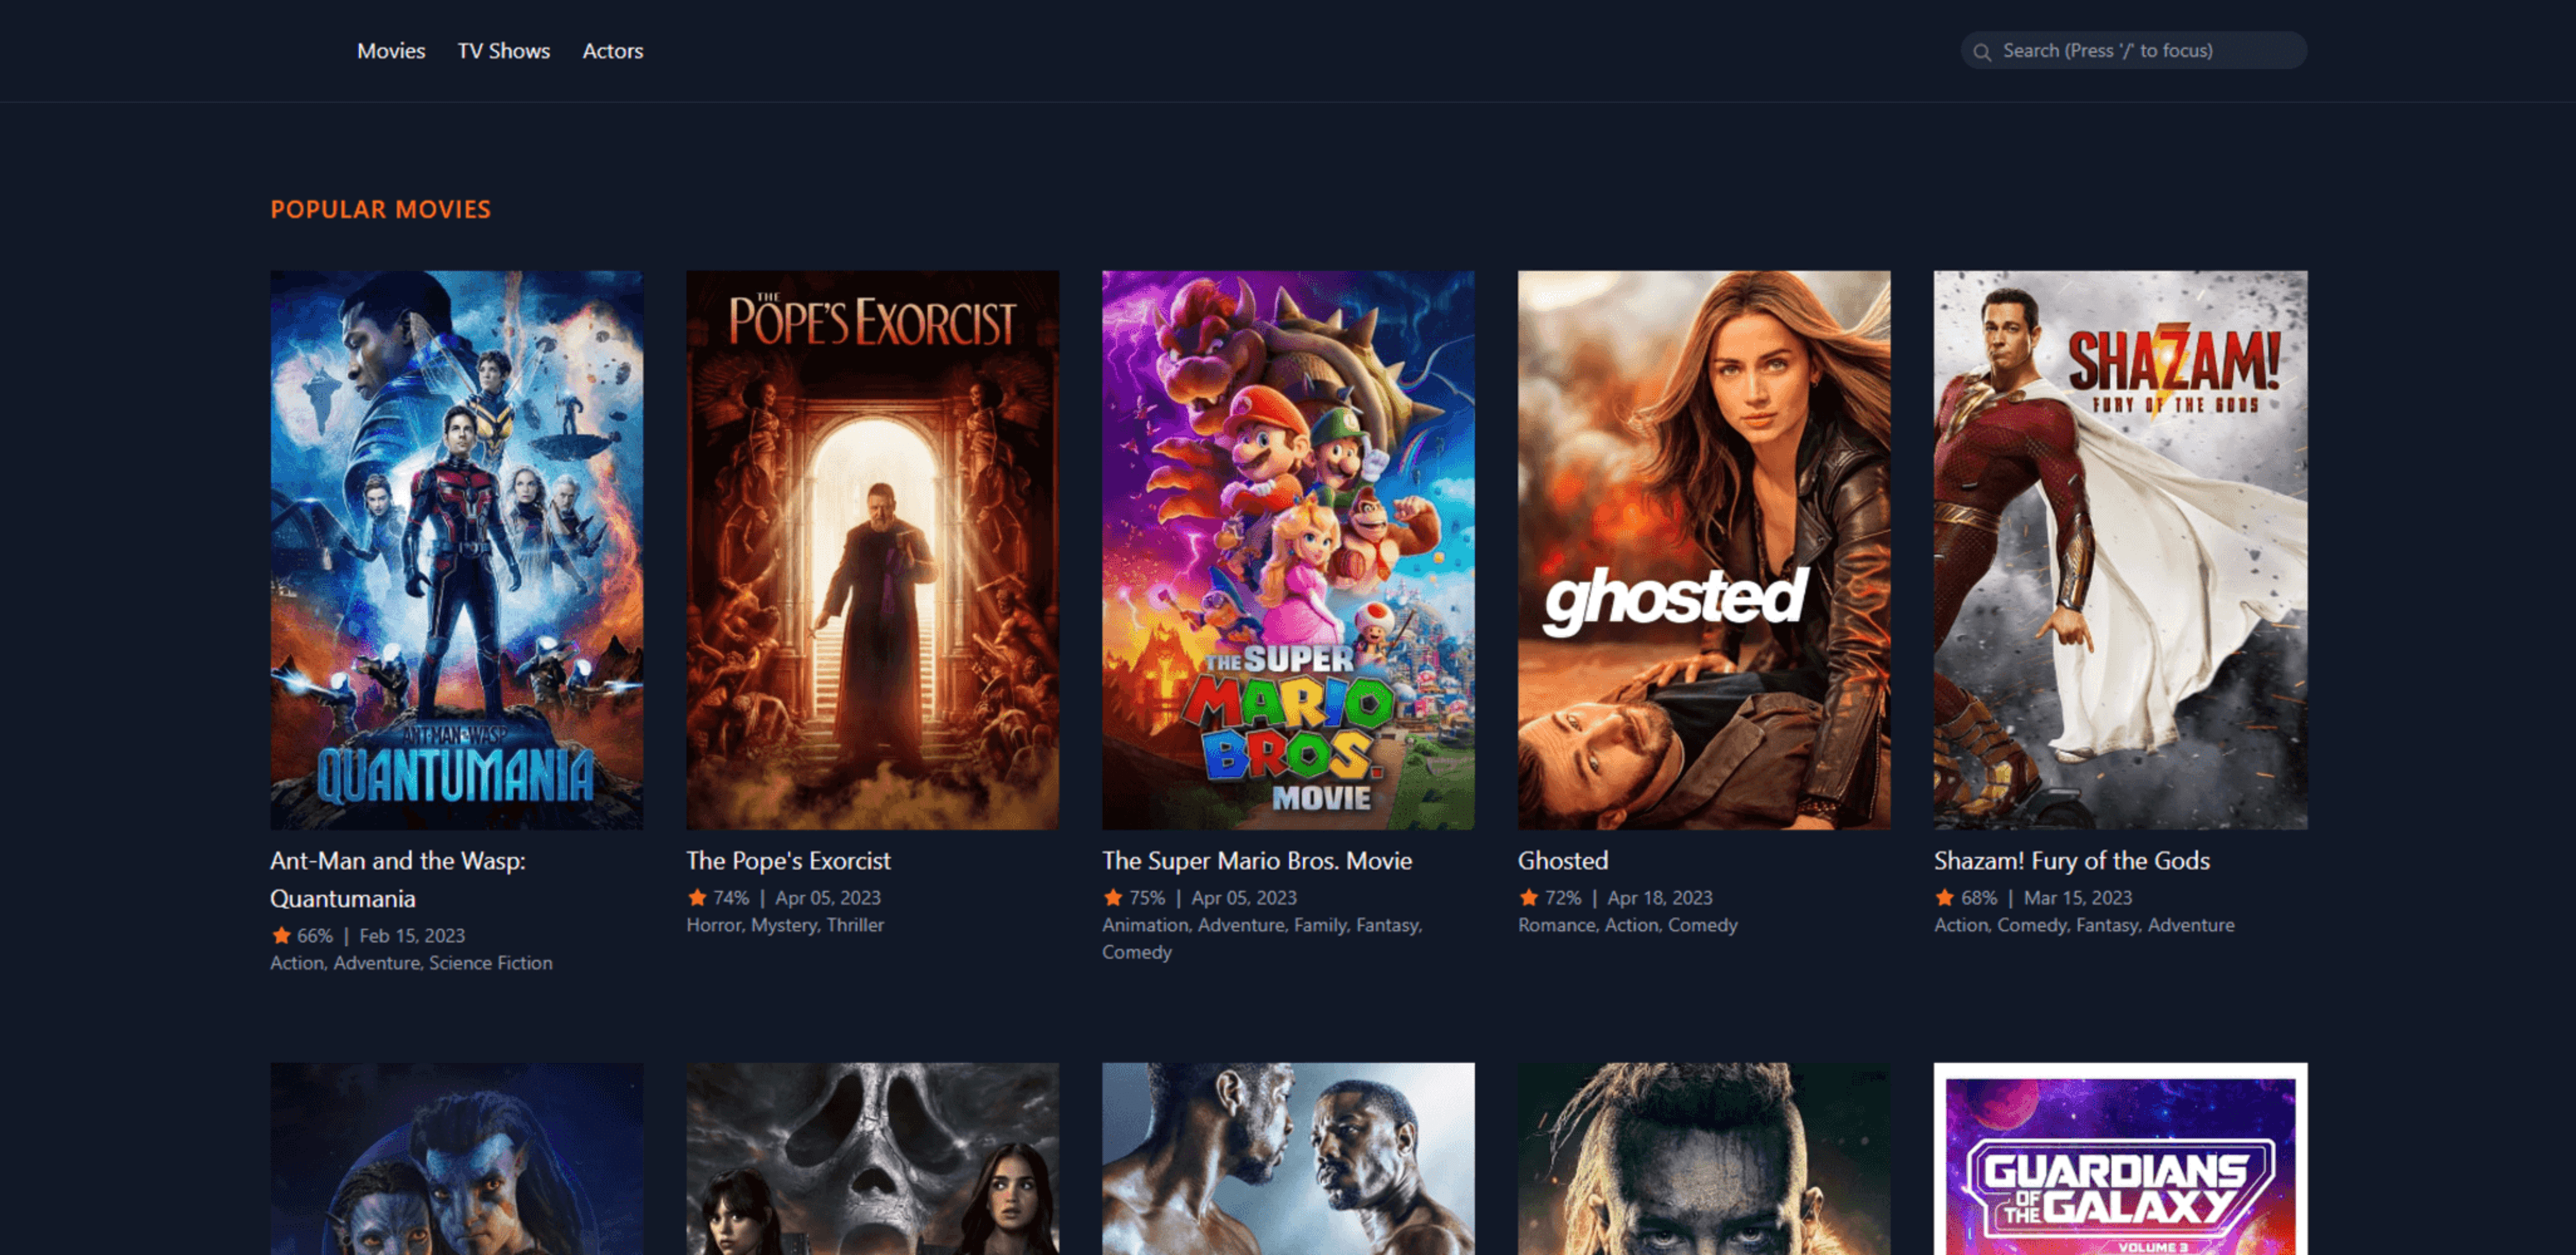 Movies TV Shows Actors
Search (Press '/' to focus)
POPULAR MOVIES
ANT-MAN AND THE WASP
QUANTUMANIA
THE
POPE'S EXORCIST
THE SUPER
MARIO
BROS.
MOVIE
ghosted
SHAZAM!
FURY OF THE GODS
Ant-Man and the Wasp:
Quantumania
66% | Feb 15, 2023
Action, Adventure, Science Fiction
The Pope's Exorcist
74% | Apr 05, 2023
Horror, Mystery, Thriller
The Super Mario Bros. Movie
75% | Apr 05, 2023
Animation, Adventure, Family, Fantasy,
Comedy
Ghosted
72% | Apr 18, 2023
Romance, Action, Comedy
Shazam! Fury of the Gods
68% | Mar 15, 2023
Action, Comedy, Fantasy, Adventure
GUARDIANS
OF
THE GALAXY
VOLUME 3